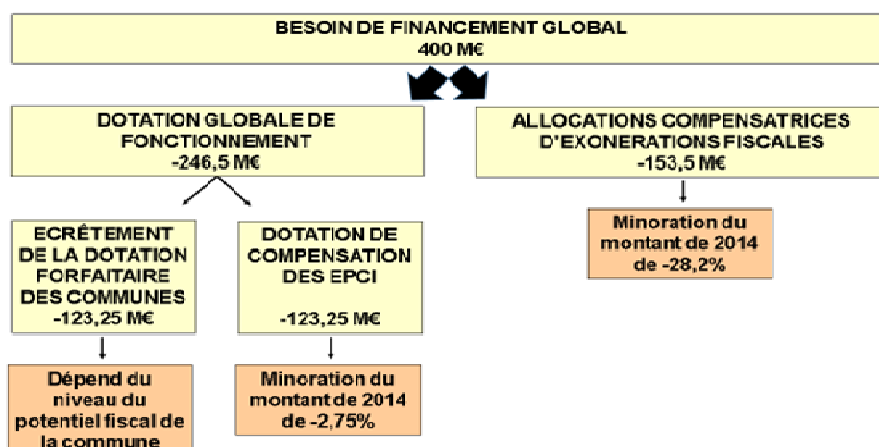 BESOIN DE FINANCEMENT GLOBAL
400 M€
DOTATION GLOBALE DE
FONCTIONNEMENT
-246,5 M€
ALLOCATIONS COMPENSATRICES
D'EXONERATIONS FISCALES
-153,5 M€
ECRÊTEMENT
DE LA DOTATION
FORFAITAIRE
DES COMMUNES
-123,25 M€
DOTATION DE
COMPENSATION
DES EPCI
-123,25 M€
Minoration du
montant de 2014
de -28,2%
Dépend du
niveau du
potentiel fiscal de
la commune
Minoration du
montant de 2014
de -2,75%